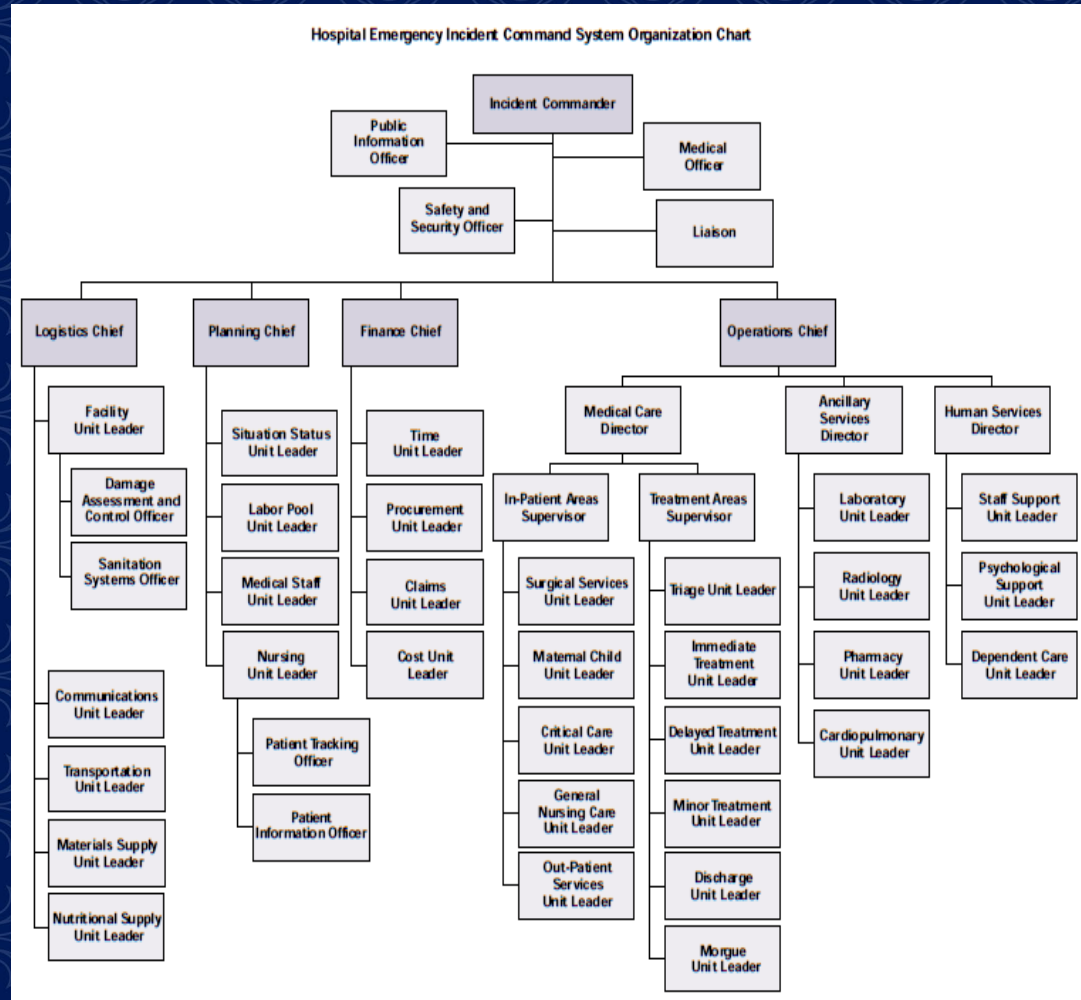 Hospital Emergency Incident Command System Organization Chart
Incident Commander
Public
Information
Officer
Medical
Officer
Safety and
Security Officer
Liaison
Logistics Chief
Planning Chief
Finance Chief
Operations Chief
Facility
Unit Leader
Damage
Assessment and
Control Officer
Sanitation
Systems Officer
Communications
Unit Leader
Transportation
Unit Leader
Materials Supply
Unit Leader
Nutritional Supply
Unit Leader
Situation Status
Unit Leader
Labor Pool
Unit Leader
Medical Staff
Unit Leader
Nursing
Unit Leader
Patient Tracking
Officer
Patient
Information Officer
Time
Unit Leader
Procurement
Unit Leader
Claims
Unit Leader
Cost Unit
Leader
Medical Care
Director
In-Patient Areas
Supervisor
Surgical Services
Unit Leader
Maternal Child
Unit Leader
Critical Care
Unit Leader
General
Nursing Care
Unit Leader
Out-Patient
Services
Unit Leader
Treatment Areas
Supervisor
Triage Unit Leader
Immediate
Treatment
Unit Leader
Delayed Treatment
Unit Leader
Minor Treatment
Unit Leader
Discharge
Unit Leader
Morgue
Unit Leader
Ancillary
Services
Director
Laboratory
Unit Leader
Radiology
Unit Leader
Pharmacy
Unit Leader
Cardiopulmonary
Unit Leader
Human Services
Director
Staff Support
Unit Leader
Psychological
Support
Unit Leader
Dependent Care
Unit Leader